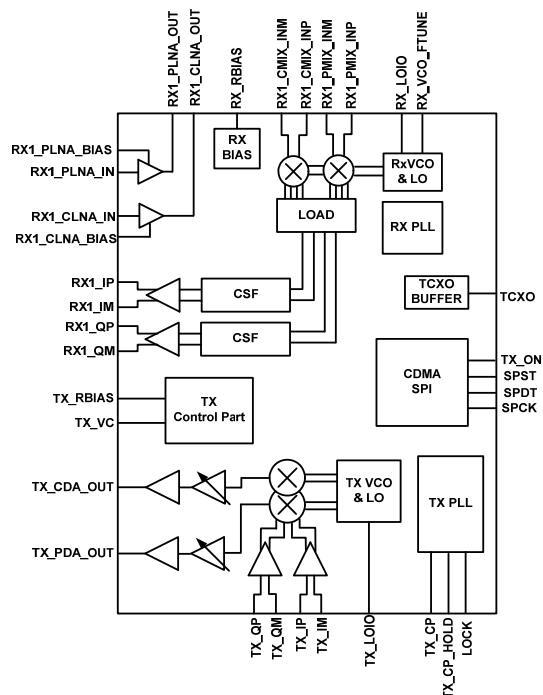 RX1_PLNA_OUT
RX1_CLNA_OUT
RX_RBIAS
RX1_CMIX_INM
RX1_CMIX_INP
RX1_PMIX_INM
RX1_PMIX_INP
RX_LOIO
RX_VCO_FTUNE
RX1_PLNA_BIAS
RX1_PLNA_IN
RX
BIAS
RxVCO
& LO
RX1_CLNA_IN
RX1_CLNA_BIAS
LOAD
RX PLL
RX1_IP
RX1_IM
CSF
TCXO
BUFFER
TCXO
RX1_QP
RX1_QM
CSF
CDMA
SPI
TX_ON
SPST
SPDT
SPCK
TX_RBIAS
TX_VC
TX
Control Part
TX_CDA_OUT
TX VCO
& LO
TX PLL
TX_PDA_OUT
TX_QP
TX_QM
TX_IP
TX_IM
TX_LOIO
TX_CP
TX_CP_HOLD
LOCK